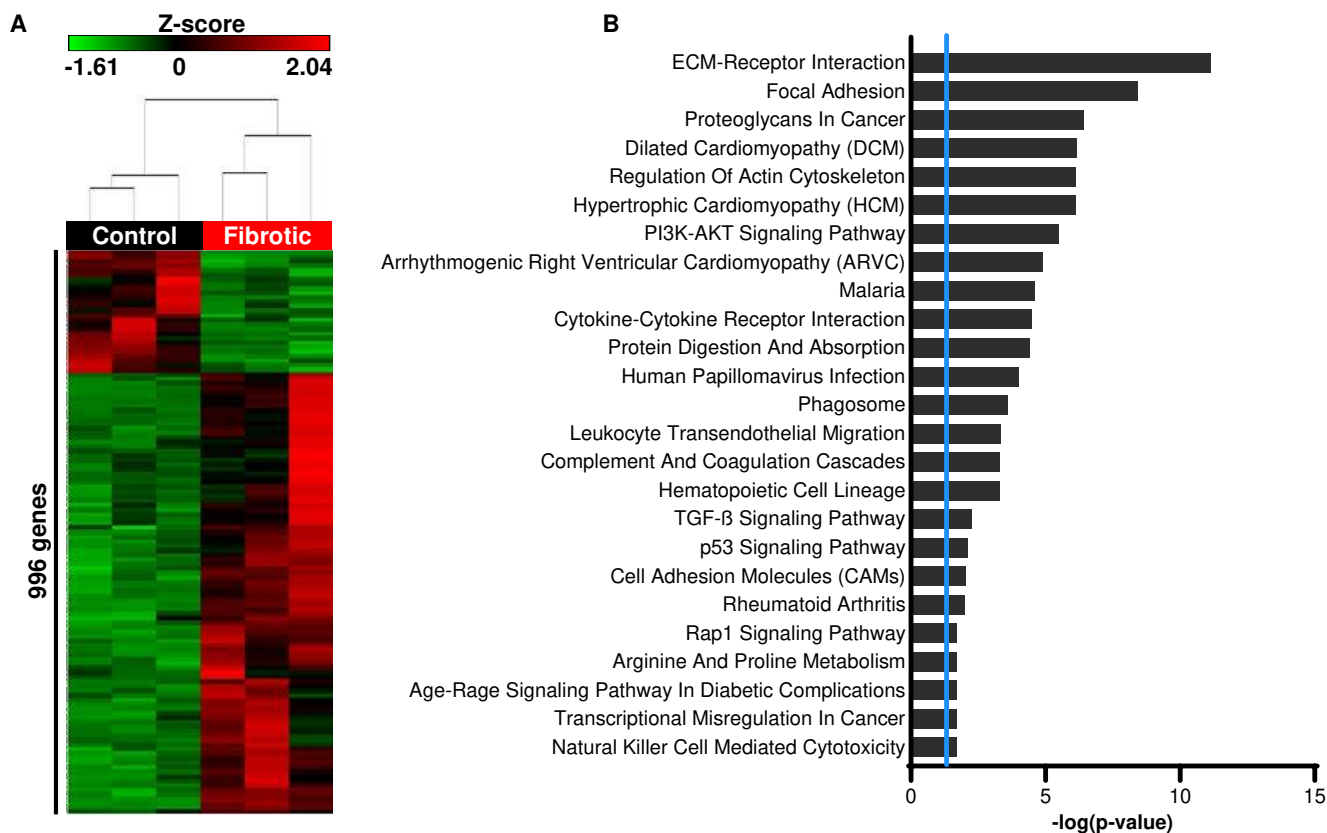 A
Z-score
-1.61 0 2.04
Control Fibrotic
996 genes
B
ECM-Receptor Interaction
Focal Adhesion
Proteoglycans In Cancer
Dilated Cardiomyopathy (DCM)
Regulation Of Actin Cytoskeleton
Hypertrophic Cardiomyopathy (HCM)
PI3K-AKT Signaling Pathway
Arrhythmogenic Right Ventricular Cardiomyopathy (ARVC)
Malaria
Cytokine-Cytokine Receptor Interaction
Protein Digestion And Absorption
Human Papillomavirus Infection
Phagosome
Leukocyte Transendothelial Migration
Complement And Coagulation Cascades
Hematopoietic Cell Lineage
TGF-ß Signaling Pathway
p53 Signaling Pathway
Cell Adhesion Molecules (CAMs)
Rheumatoid Arthritis
Rap1 Signaling Pathway
Arginine And Proline Metabolism
Age-Rage Signaling Pathway In Diabetic Complications
Transcriptional Misregulation In Cancer
Natural Killer Cell Mediated Cytotoxicity
0 5 10 15
-log(p-value)